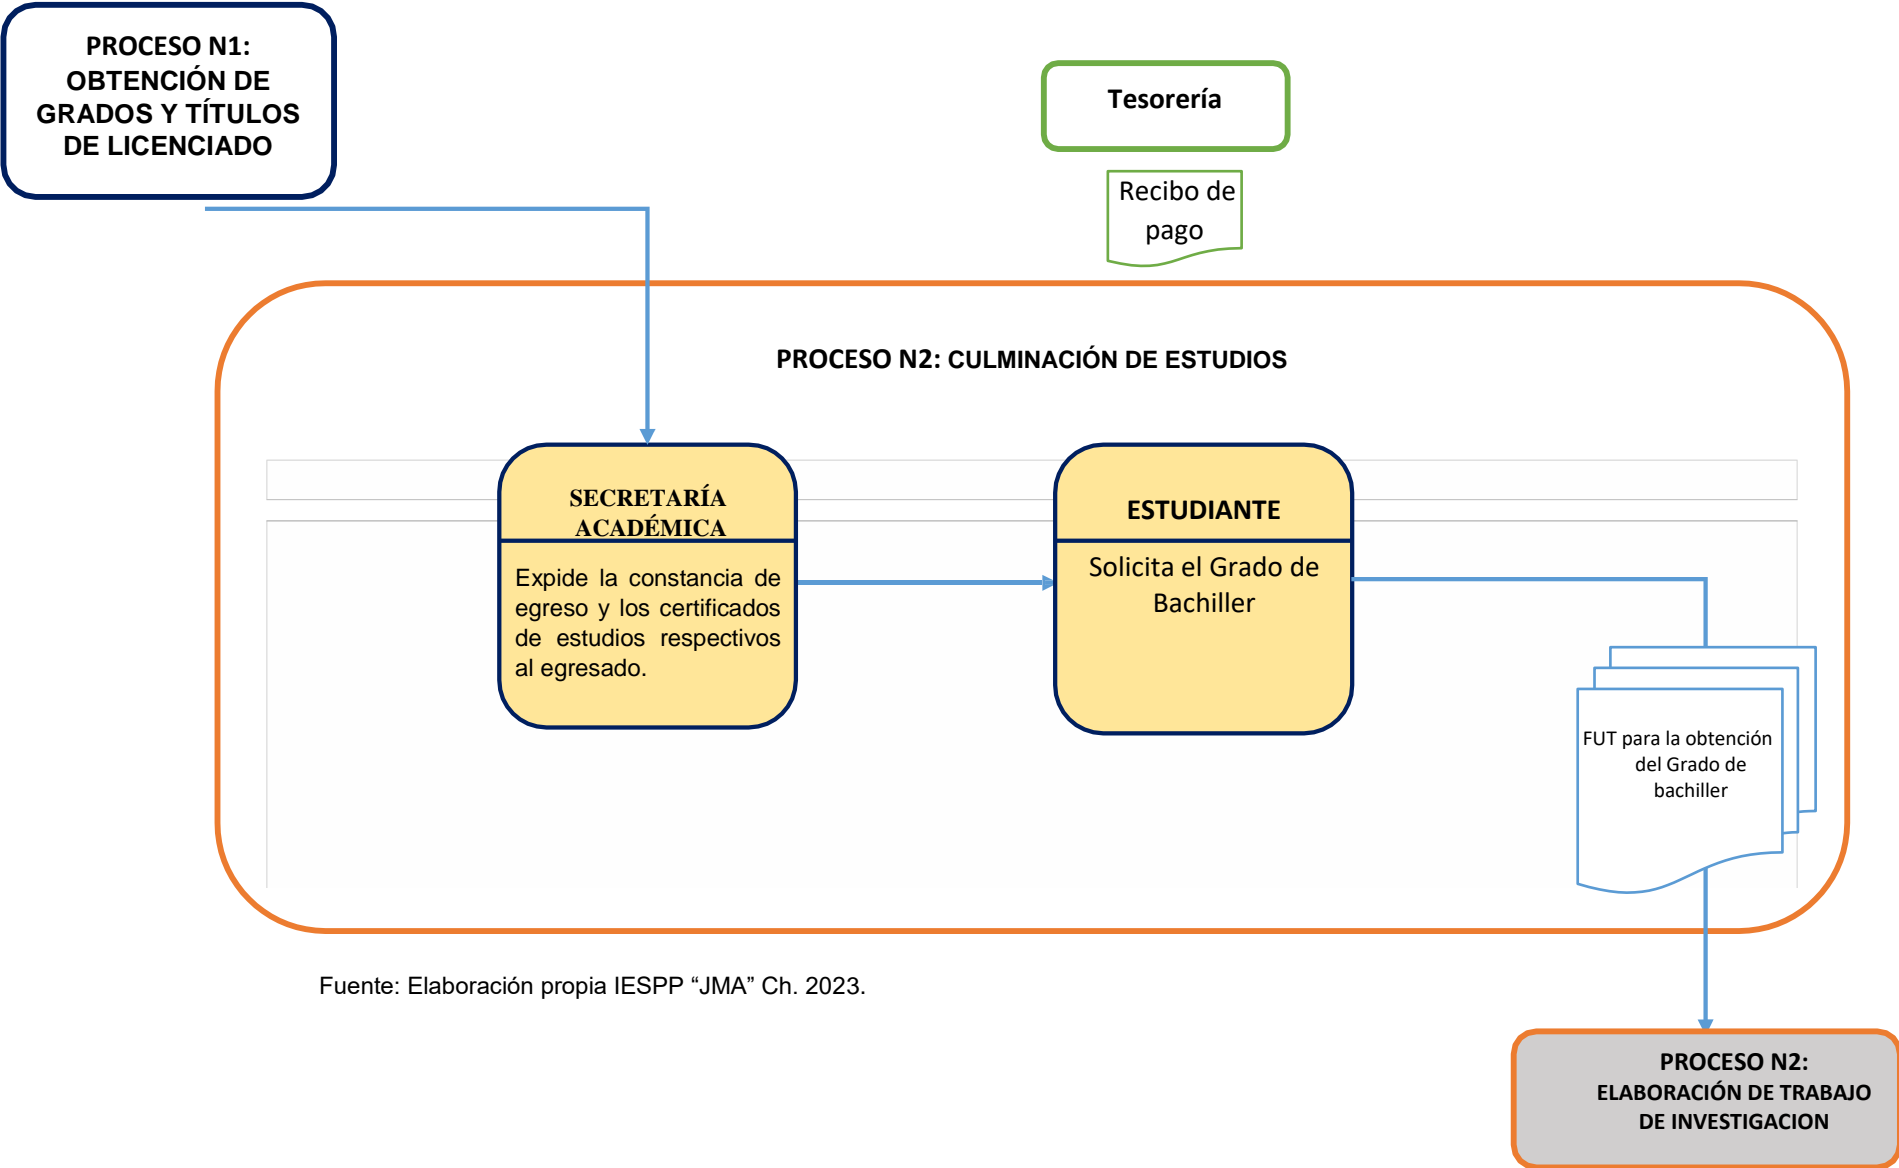 PROCESO N1:
OBTENCIÓN DE
GRADOS Y TÍTULOS
DE LICENCIADO
Tesorería
Recibo de
pago
PROCESO N2: CULMINACIÓN DE ESTUDIOS
SECRETARÍA
ACADÉMICA
Expide la constancia de
egreso y los certificados
de estudios respectivos
al egresado.
ESTUDIANTE
Solicita el Grado de
Bachiller
FUT para la obtención
del Grado de
bachiller
Fuente: Elaboración propia IESPP “JMA” Ch. 2023.
PROCESO N2:
ELABORACIÓN DE TRABAJO
DE INVESTIGACION